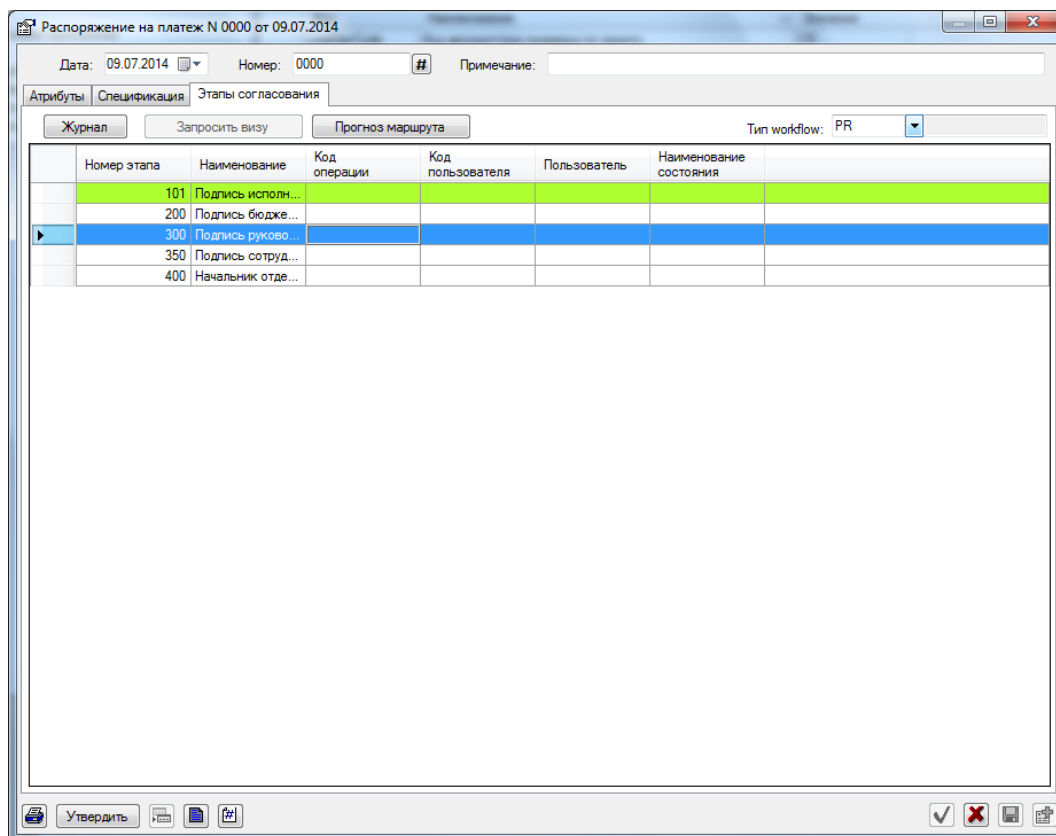 Распоряжение на платеж N 0000 от 09.07.2014
Дата: 09.07.2014 Номер: 0000 # Примечание:
Атрибуты Спецификация Этапы согласования
Журнал Запросить визу Прогноз маршрута Тип workflow: PR
Номер этапа Наименование Код операции Код пользователя Пользователь Наименование состояния
101 Подпись исполн...
200 Подпись бюдже...
300 Подпись руково...
350 Подпись сотруд...
400 Начальник отде...
Утвердить